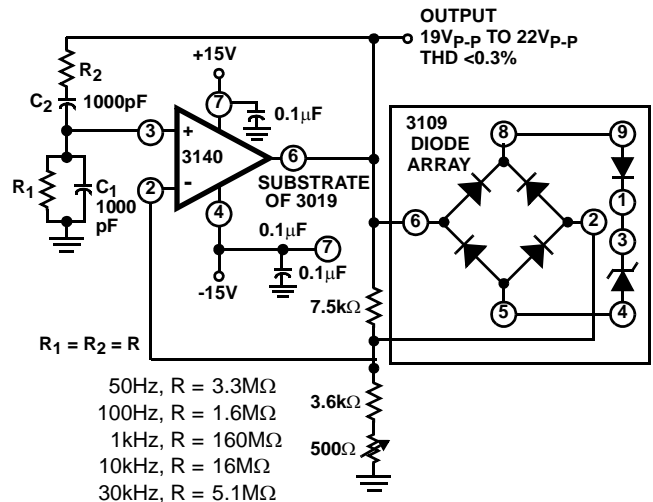 OUTPUT
19VP-P TO 22VP-P
THD <0.3%
+15V
R2
C2 1000pF
7
0.1μF
3
+
3140
6
2
-
SUBSTRATE
OF 3019
R1
C1
1000
pF
4
0.1μF
7
0.1μF
-15V
3109
DIODE
ARRAY
8
9
1
6
2
3
5
4
7.5kΩ
R1 = R2 = R
50Hz, R = 3.3MΩ
100Hz, R = 1.6MΩ
1kHz, R = 160MΩ
10kHz, R = 16MΩ
30kHz, R = 5.1MΩ
3.6kΩ
500Ω